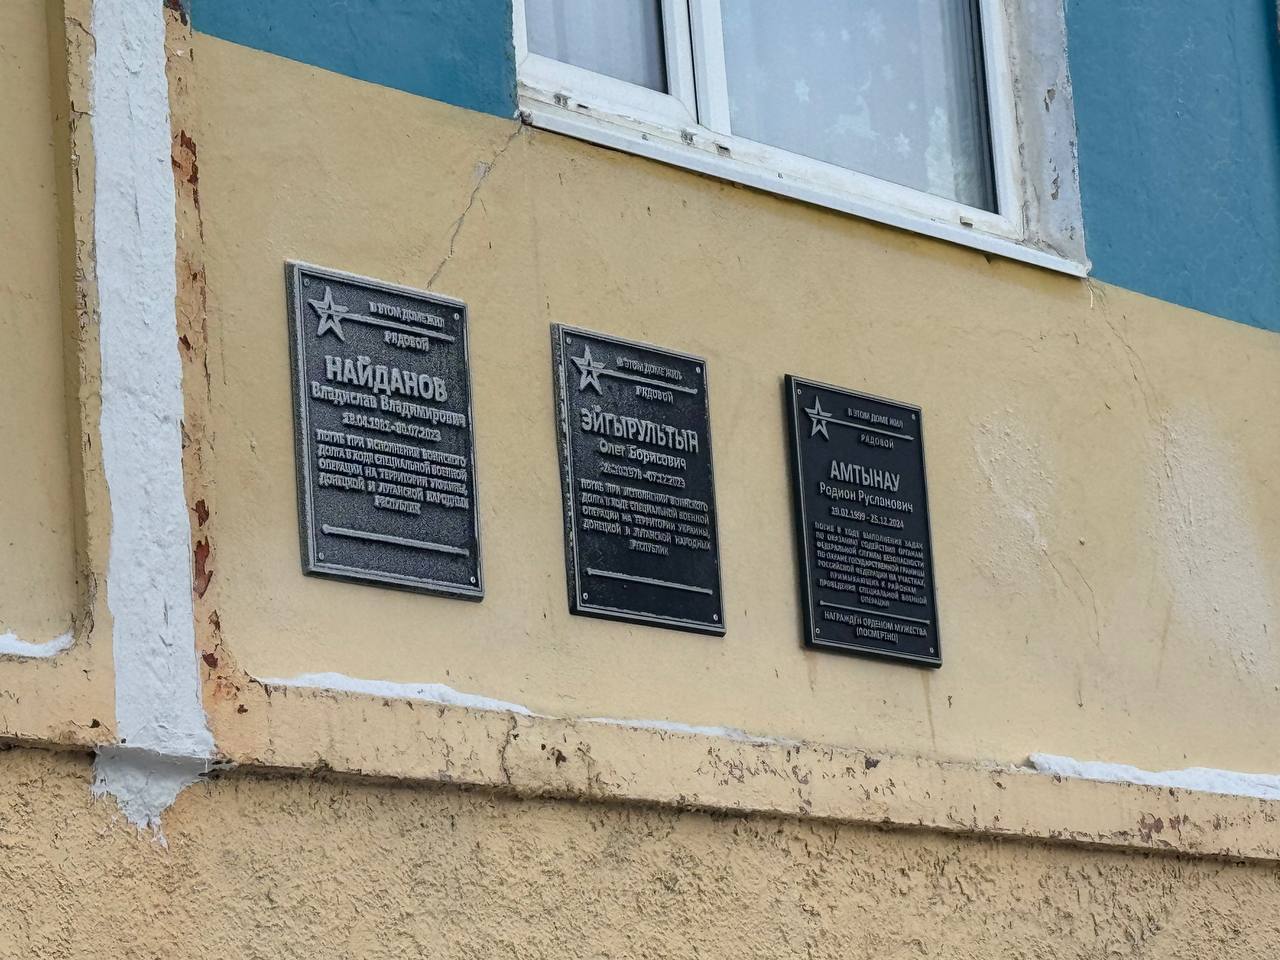 В ЭТОМ ДОМЕ ЖИЛ
РЯДОВОЙ
НАЙДАНОВ
Владислав Владимирович
ПОГИБ ПРИ ИСПОЛНЕНИИ ВОИНСКОГО
ДОЛГА В ХОДЕ СПЕЦИАЛЬНОЙ ВОЕННОЙ
ОПЕРАЦИИ НА ТЕРРИТОРИИ УКРАИНЫ,
ДОНЕЦКОЙ И ЛУГАНСКОЙ НАРОДНЫХ
РЕСПУБЛИК
В ЭТОМ ДОМЕ ЖИЛ
РЯДОВОЙ
ЭЙГЫРУЛЬТЫН
Олег Борисович
ПОГИБ ПРИ ИСПОЛНЕНИИ ВОИНСКОГО
ДОЛГА В ХОДЕ СПЕЦИАЛЬНОЙ ВОЕННОЙ
ОПЕРАЦИИ НА ТЕРРИТОРИИ УКРАИНЫ,
ДОНЕЦКОЙ И ЛУГАНСКОЙ НАРОДНЫХ
РЕСПУБЛИК
В ЭТОМ ДОМЕ ЖИЛ
РЯДОВОЙ
АМТЫНАУ
Родион Русланович
19.02.1999 - 25.12.2024
ПОГИБ В ХОДЕ ВЫПОЛНЕНИЯ ЗАДАЧ
ПО ОКАЗАНИЮ СОДЕЙСТВИЯ ОРГАНАМ
ФЕДЕРАЛЬНОЙ СЛУЖБЫ БЕЗОПАСНОСТИ
ПО ОХРАНЕ ГОСУДАРСТВЕННОЙ ГРАНИЦЫ
РОССИЙСКОЙ ФЕДЕРАЦИИ НА УЧАСТКАХ,
ПРИМЫКАЮЩИХ К РАЙОНАМ
ПРОВЕДЕНИЯ СПЕЦИАЛЬНОЙ ВОЕННОЙ
ОПЕРАЦИИ
НАГРАЖДЕН ОРДЕНОМ МУЖЕСТВА
(ПОСМЕРТНО)